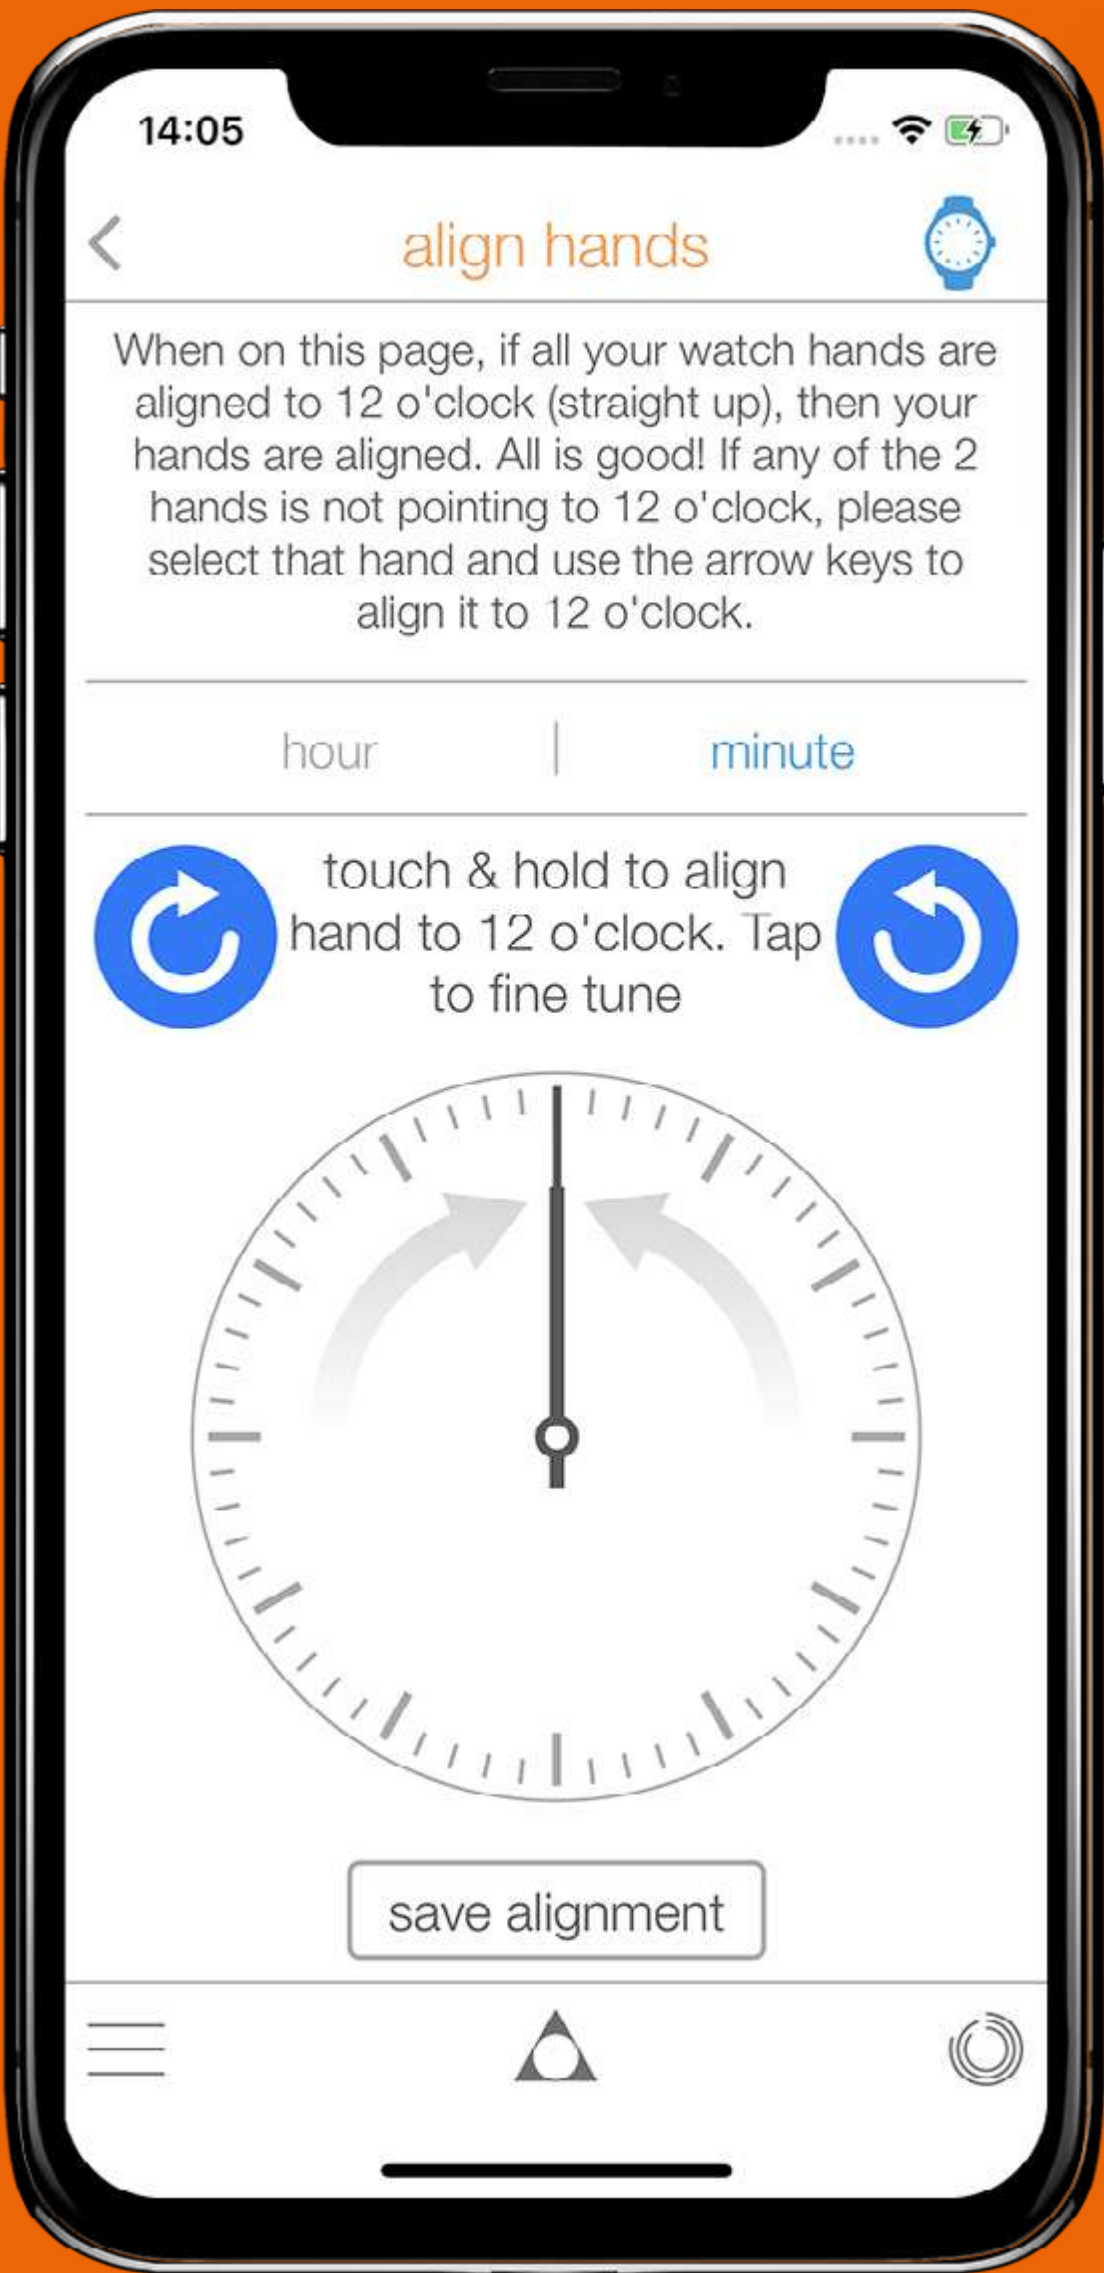 14:05
align hands
When on this page, if all your watch hands are
aligned to 12 o'clock (straight up), then your
hands are aligned. All is good! If any of the 2
hands is not pointing to 12 o'clock, please
select that hand and use the arrow keys to
align it to 12 o'clock.
hour | minute
touch & hold to align
hand to 12 o'clock. Tap
to fine tune
save alignment